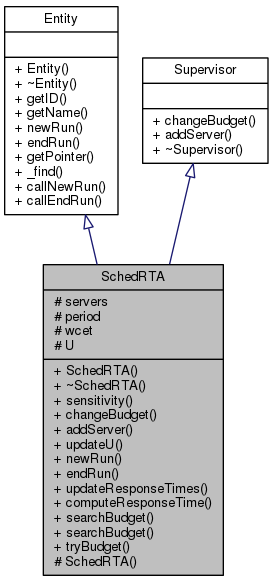 Entity
+ Entity()
+ ~Entity()
+ getID()
+ getName()
+ newRun()
+ endRun()
+ getPointer()
+ _find()
+ callNewRun()
+ callEndRun()
Supervisor
+ changeBudget()
+ addServer()
+ ~Supervisor()
SchedRTA
# servers
# period
# wcet
# U
+ SchedRTA()
+ ~SchedRTA()
+ sensitivity()
+ changeBudget()
+ addServer()
+ updateU()
+ newRun()
+ endRun()
+ updateResponseTimes()
+ computeResponseTime()
+ searchBudget()
+ searchBudget()
+ tryBudget()
# SchedRTA()